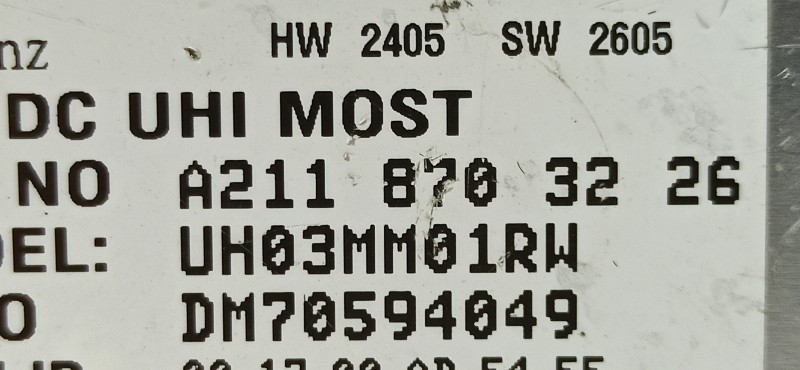 nz HW 2405 SW 2605
DC UHI MOST
NO A211 870 32 26
DEL: UH03MM01RW
O DM70594049